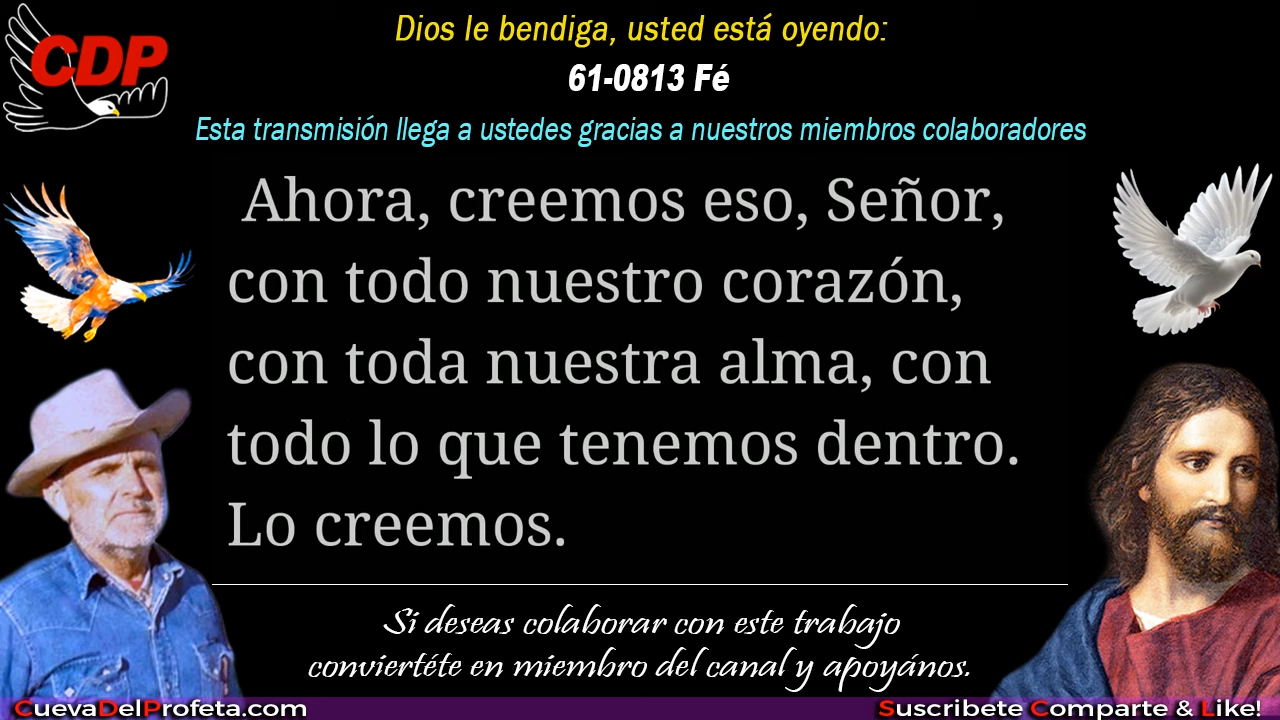 CDP
Dios le bendiga, usted está oyendo:
61-0813 Fé
Esta transmisión llega a ustedes gracias a nuestros miembros colaboradores
Ahora, creemos eso, Señor,
con todo nuestro corazón,
con toda nuestra alma, con
todo lo que tenemos dentro.
Lo creemos.
Si deseas colaborar con este trabajo
conviertéte en miembro del canal y apoyános.
CuevaDelProfeta.com
Suscribete Comparte & Like!